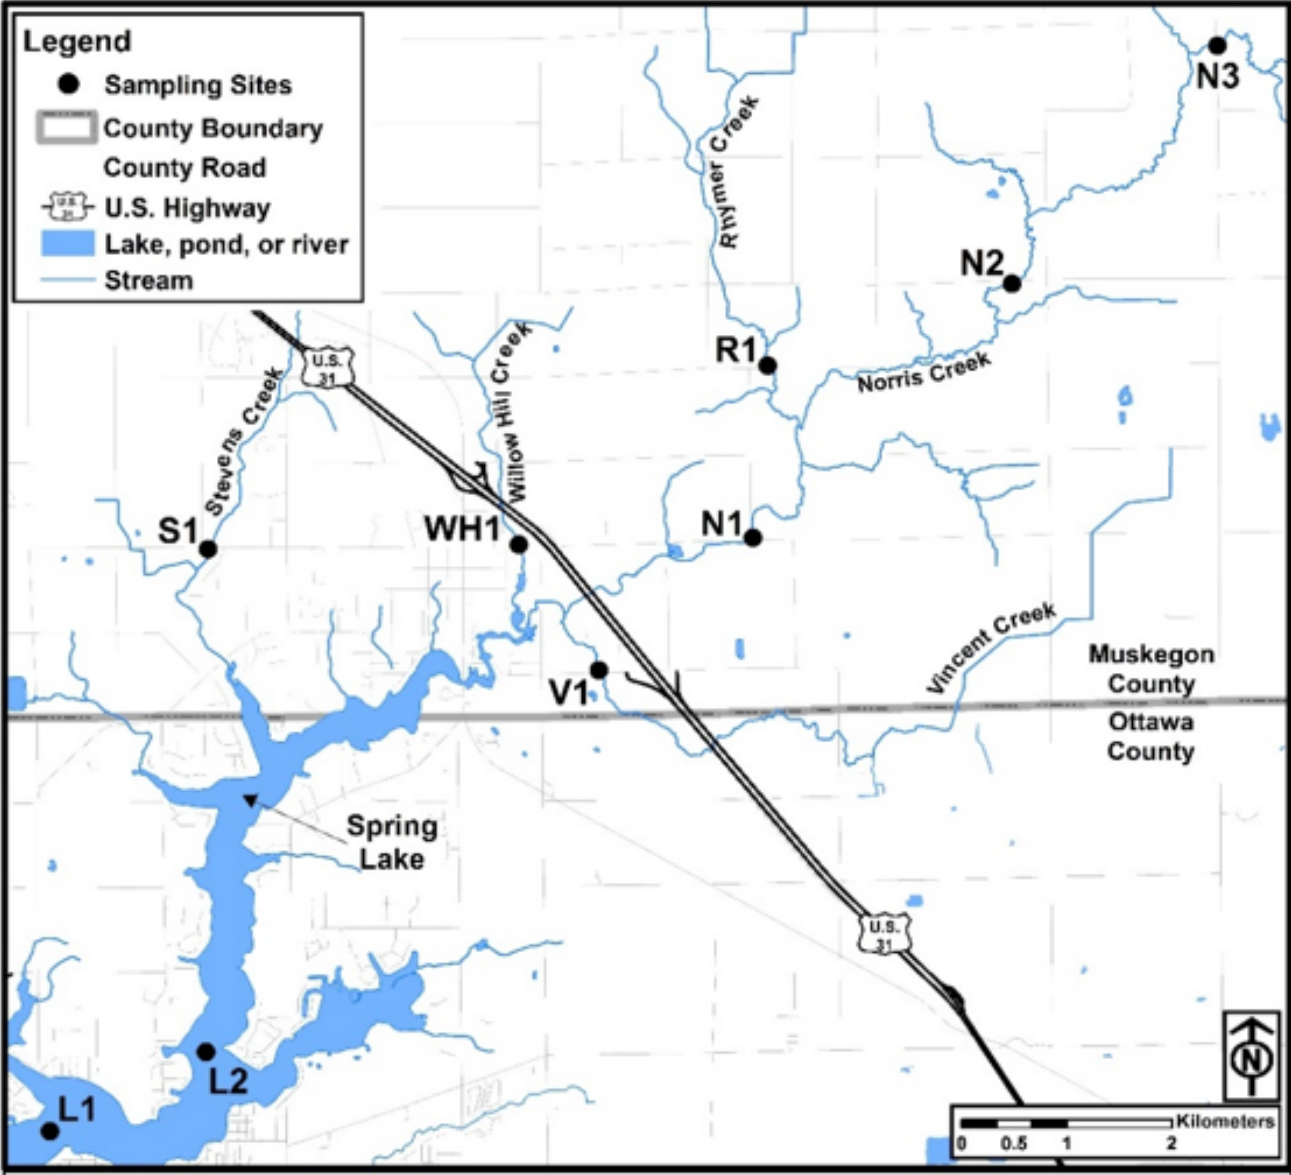 Legend
Sampling Sites
County Boundary
County Road
U.S.
31
U.S. Highway
Lake, pond, or river
Stream
N3
Rhymer Creek
N2
R1
Norris Creek
U.S.
31
Stevens Creek
Willow Hill Creek
S1
WH1
N1
Vincent Creek
V1
Muskegon
County
Ottawa
County
Spring
Lake
U.S.
31
L2
L1
N
Kilometers
0 0.5 1 2